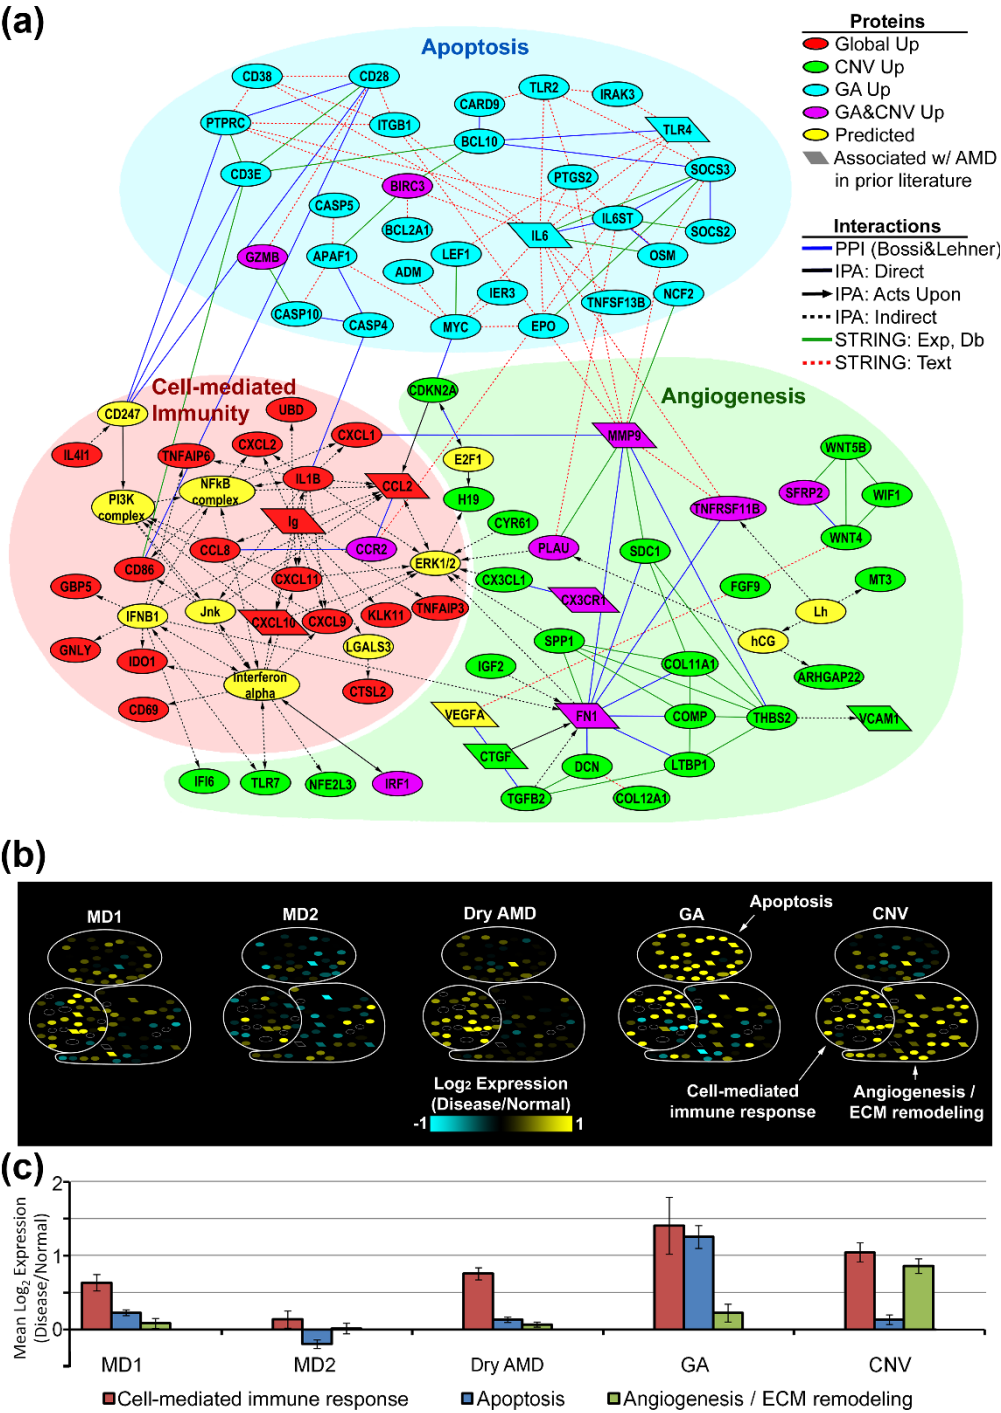 (a)
Apoptosis
Proteins
Global Up
CNV Up
GA Up
GA&CNV Up
Predicted
Associated w/ AMD
in prior literature
Interactions
PPI (Bossi&Lehner)
IPA: Direct
IPA: Acts Upon
IPA: Indirect
STRING: Exp, Db
STRING: Text
CD38
CD28
TLR2
IRAK3
CARD9
PTPRC
ITGB1
TLR4
BCL10
CD3E
SOCS3
PTGS2
BIRC3
CASP5
IL6ST
BCL2A1
IL6
SOCS2
GZMB
APAF1
LEF1
OSM
ADM
IER3
NCF2
TNFSF13B
CASP10
CASP4
MYC
EPO
Cell-mediated
Immunity
Angiogenesis
CDKN2A
CD247
UBD
CXCL2
CXCL1
MMP9
IL4I1
TNFAIP6
E2F1
WNT5B
NFkB
complex
IL1B
CCL2
PI3K
complex
H19
SFRP2
WIF1
TNFRSF11B
Ig
CYR61
WNT4
CCL8
CCR2
PLAU
SDC1
CD86
ERK1/2
CXCL11
CX3CL1
FGF9
MT3
GBP5
CX3CR1
Jnk
TNFAIP3
IFNB1
CXCL10
CXCL9
KLK11
Lh
LGALS3
SPP1
hCG
GNLY
IDO1
IGF2
COL11A1
ARHGAP22
interferon
alpha
CTSL2
CD69
VEGFA
FN1
COMP
THBS2
VCAM1
CTGF
DCN
LTBP1
IFI6
TLR7
NFE2L3
IRF1
TGFB2
COL12A1
(b)
MD1
MD2
Dry AMD
GA
CNV
Apoptosis
Log2 Expression
(Disease/Normal)
-1
1
Cell-mediated
immune response
Angiogenesis /
ECM remodeling
(c)
Mean Log2 Expression
(Disease/Normal)
2
1
0
MD1
MD2
Dry AMD
GA
CNV
Cell-mediated immune response
Apoptosis
Angiogenesis / ECM remodeling